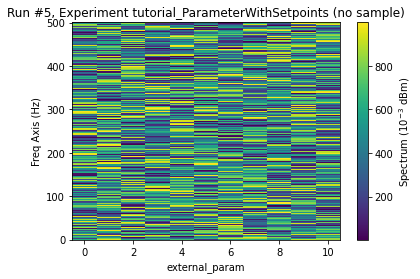 Run #5, Experiment tutorial_ParameterWithSetpoints (no sample)
500
400
300
200
100
0
Freq Axis (Hz)
0 2 4 6 8 10
external_param
800
600
400
200
Spectrum (10⁻³ dBm)